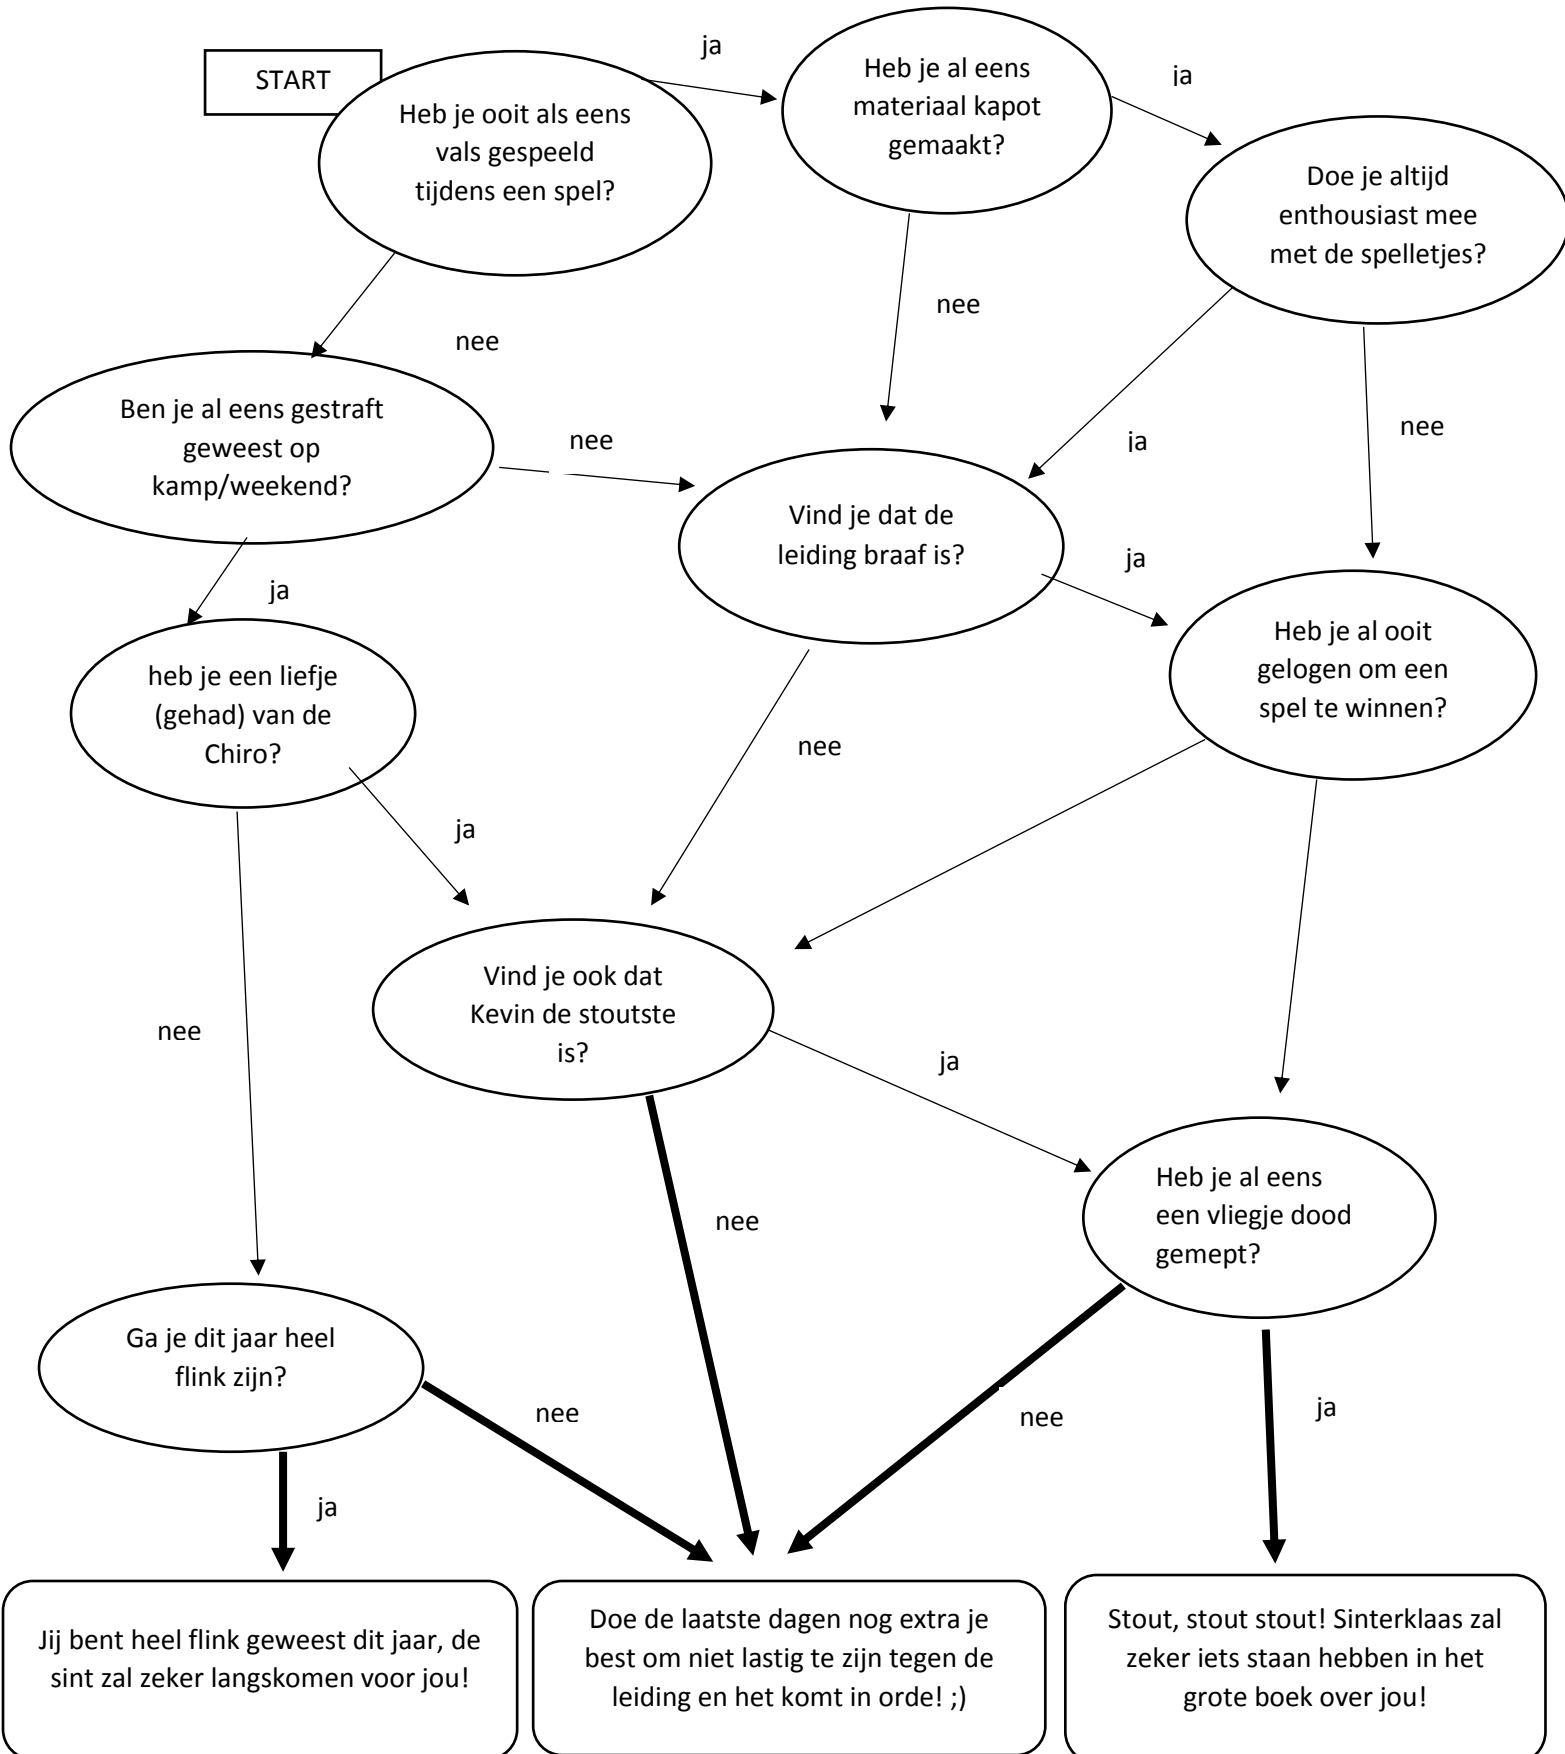 START
ja
Heb je al eens
materiaal kapot
gemaakt?
ja
Heb je ooit als eens
vals gespeeld
tijdens een spel?
Doe je altijd
enthousiast mee
met de spelletjes?
nee
nee
Ben je al eens gestraft
geweest op
kamp/weekend?
nee
ja
nee
Vind je dat de
leiding braaf is?
ja
ja
Heb je al ooit
gelogen om een
spel te winnen?
heb je een liefje
(gehad) van de
Chiro?
nee
ja
Vind je ook dat
Kevin de stoutste
is?
nee
ja
Heb je al eens
een vliegje dood
gemept?
nee
Ga je dit jaar heel
flink zijn?
nee
nee
ja
ja
Jij bent heel flink geweest dit jaar, de
sint zal zeker langskomen voor jou!
Doe de laatste dagen nog extra je
best om niet lastig te zijn tegen de
leiding en het komt in orde! ;)
Stout, stout stout! Sinterklaas zal
zeker iets staan hebben in het
grote boek over jou!